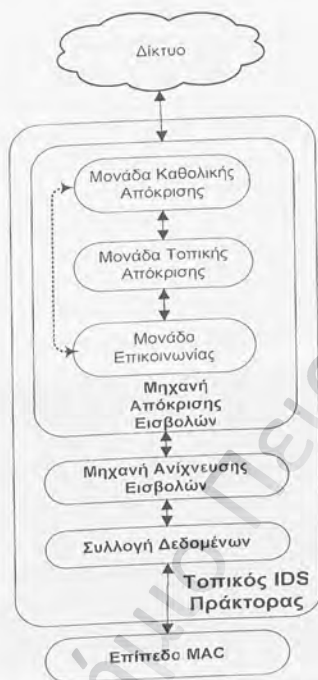 Δίκτυο
Μονάδα Καθολικής
Απόκρισης
Μονάδα Τοπικής
Απόκρισης
Μονάδα
Επικοινωνίας
Μηχανή
Απόκρισης
Εισβολών
Μηχανή Ανίχνευσης
Εισβολών
Συλλογή Δεδομένων
Τοπικός IDS
Πράκτορας
Επίπεδο MAC